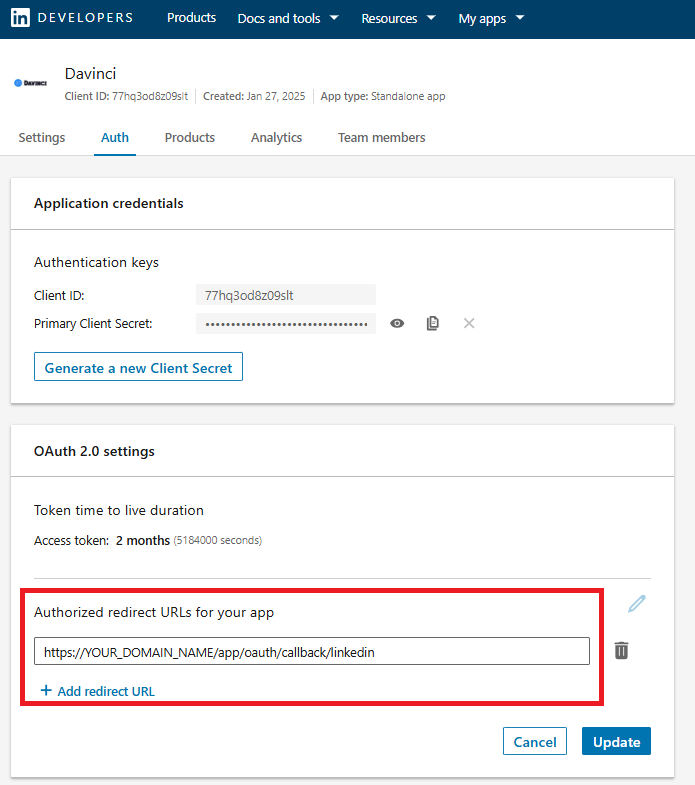 in DEVELOPERS Products Docs and tools Resources My apps
DAVINCI
Davinci
Client ID: 77hq3od8z09slt Created: Jan 27, 2025 App type: Standalone app
Settings Auth Products Analytics Team members
Application credentials
Authentication keys
Client ID: 77hq3od8z09slt
Primary Client Secret: ••••••••••••••••••••••••••••••••
Generate a new Client Secret
OAuth 2.0 settings
Token time to live duration
Access token: 2 months (5184000 seconds)
Authorized redirect URLs for your app
https://YOUR_DOMAIN_NAME/app/oauth/callback/linkedin
+ Add redirect URL
Cancel Update